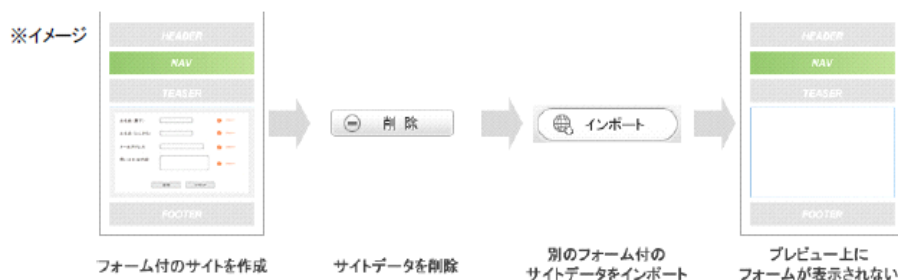 ※イメージ
HEADER
NAV
TEASER
FOOTER
削除
インポート
HEADER
NAV
TEASER
FOOTER
フォーム付のサイトを作成
サイトデータを削除
別のフォーム付の
サイトデータをインポート
プレビュー上に
フォームが表示されない